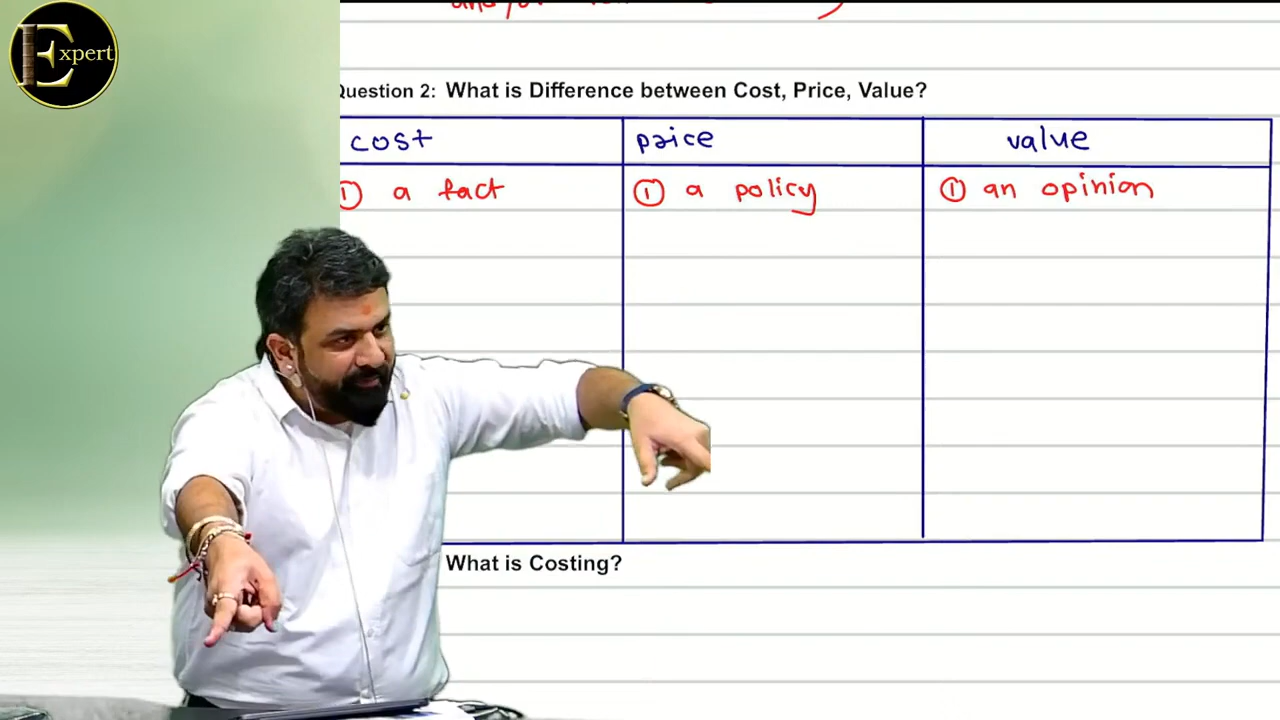 Expert
Question 2: What is Difference between Cost, Price, Value?
cost price value
① a fact ① a policy ① an opinion
What is Costing?